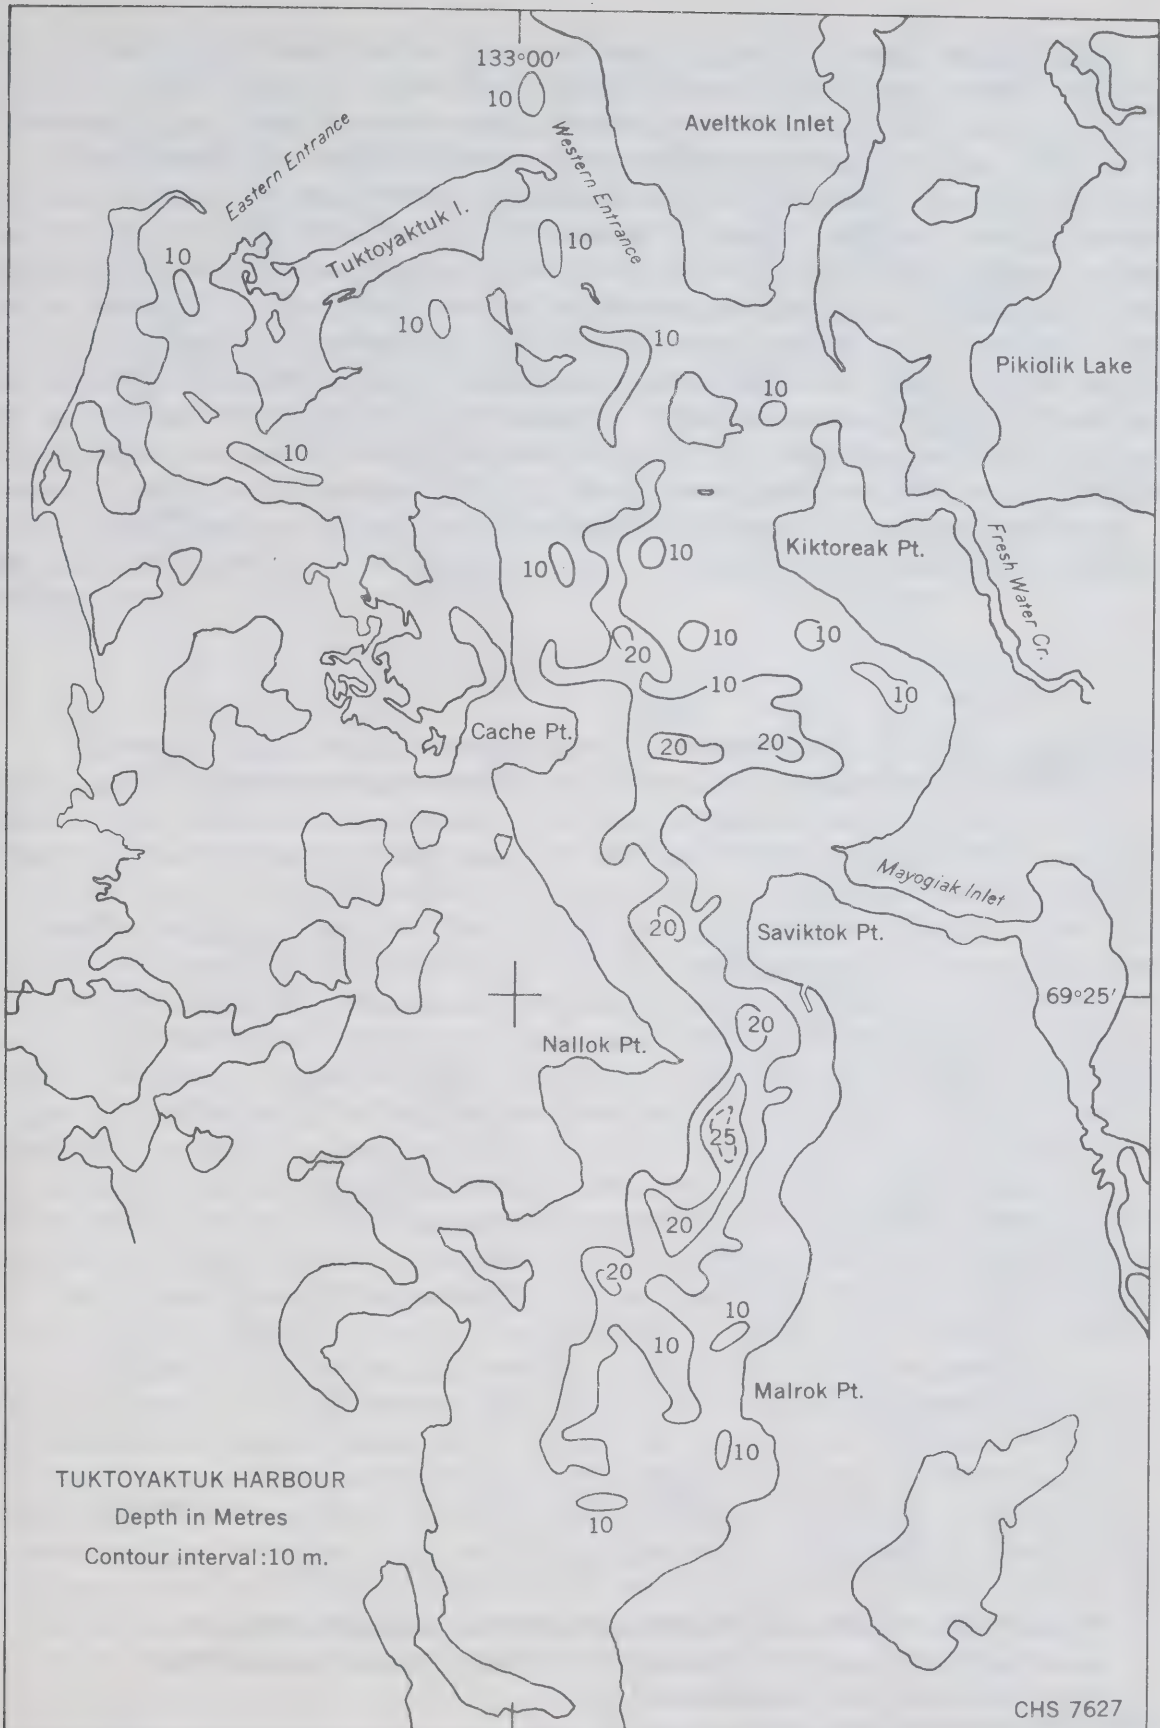 133°00′
10
Aveltkok Inlet
Eastern Entrance
Western Entrance
Tuktoyaktuk I.
10
10
10
10
Pikiolik Lake
10
10
Kiktoreak Pt.
10
10
Fresh Water Cr.
20
10
10
10
10
Cache Pt.
20
20
Mayogiak Inlet
20
Saviktok Pt.
69°25′
20
Nallok Pt.
25
20
20
10
10
Malrok Pt.
10
TUKTOYAKTUK HARBOUR
Depth in Metres
Contour interval:10 m.
10
CHS 7627